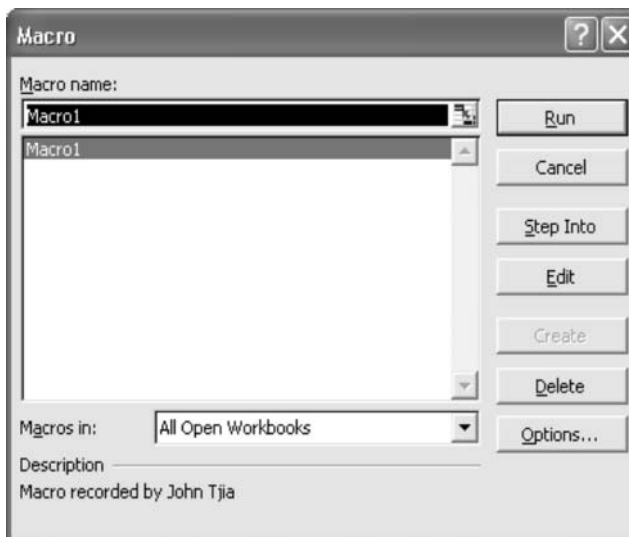 Macro
Macro name:
Macro1
Run
Macro1
Cancel
Step Into
Edit
Create
Delete
Macros in:
All Open Workbooks
Options...
Description
Macro recorded by John Tjia